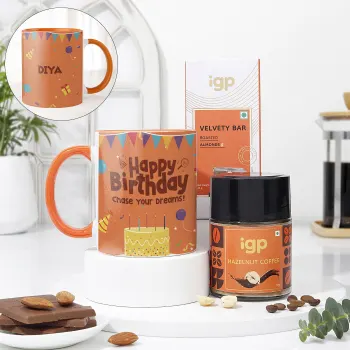 DIYA
igp
VELVETY BAR
ROASTED
ALMONDS
Happy
Birthday
Chase Your Dreams!
igp
HAZELNUT COFFEE